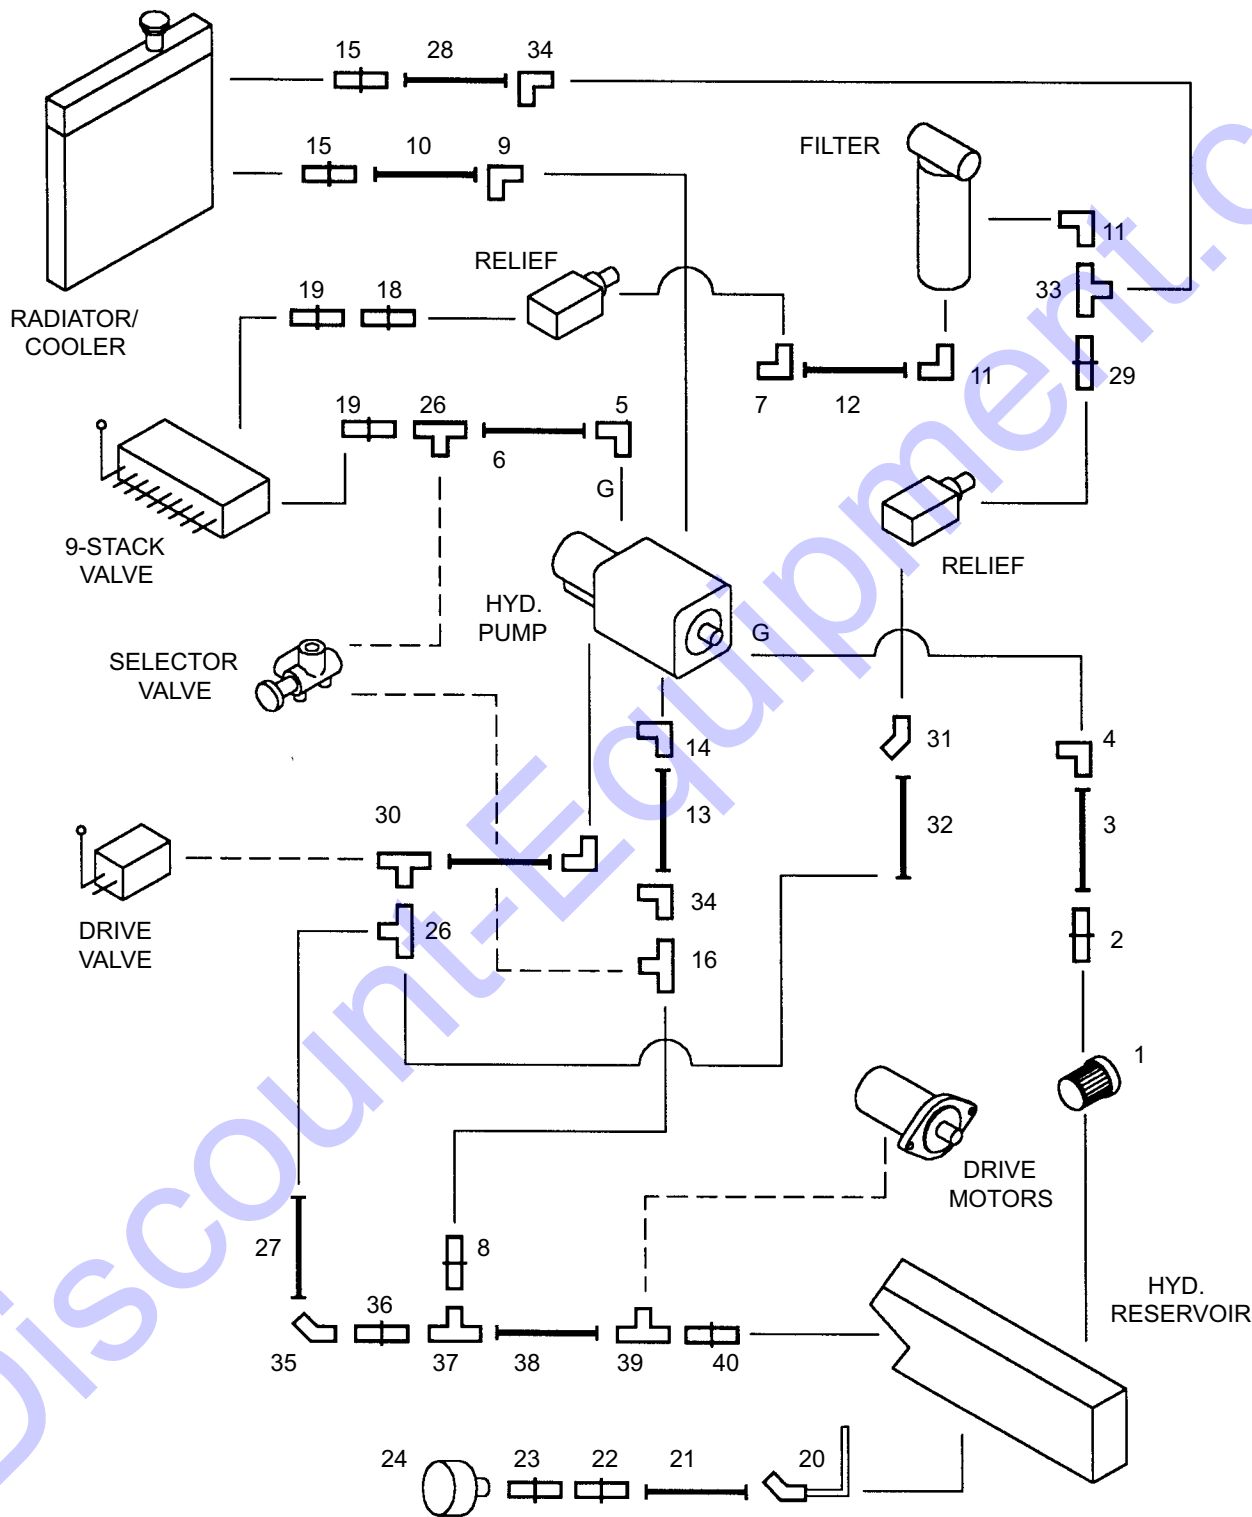 15 28 34
15 10 9
FILTER
11
RELIEF
33
19 18
RADIATOR/
COOLER
29
11
7 12
19 26 5
6
G
9-STACK
VALVE
RELIEF
HYD.
PUMP
G
SELECTOR
VALVE
14
31
4
30
13
32
3
34
DRIVE
VALVE
26
16
2
1
DRIVE
MOTORS
27
8
HYD.
RESERVOIR
36
35 37 38 39 40
24 23 22 21 20
Discount-Equipment.c